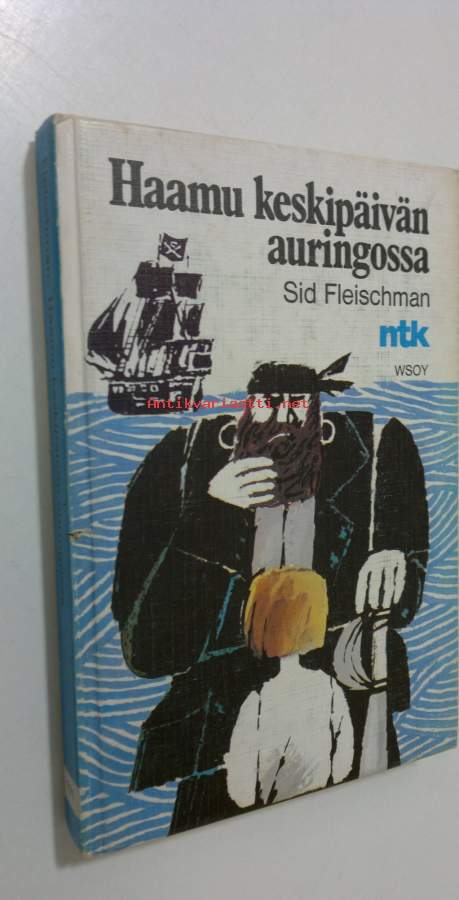 Haamu keskipäivän
auringossa
Sid Fleischman
ntk
WSOY
Antikvariaatti.net